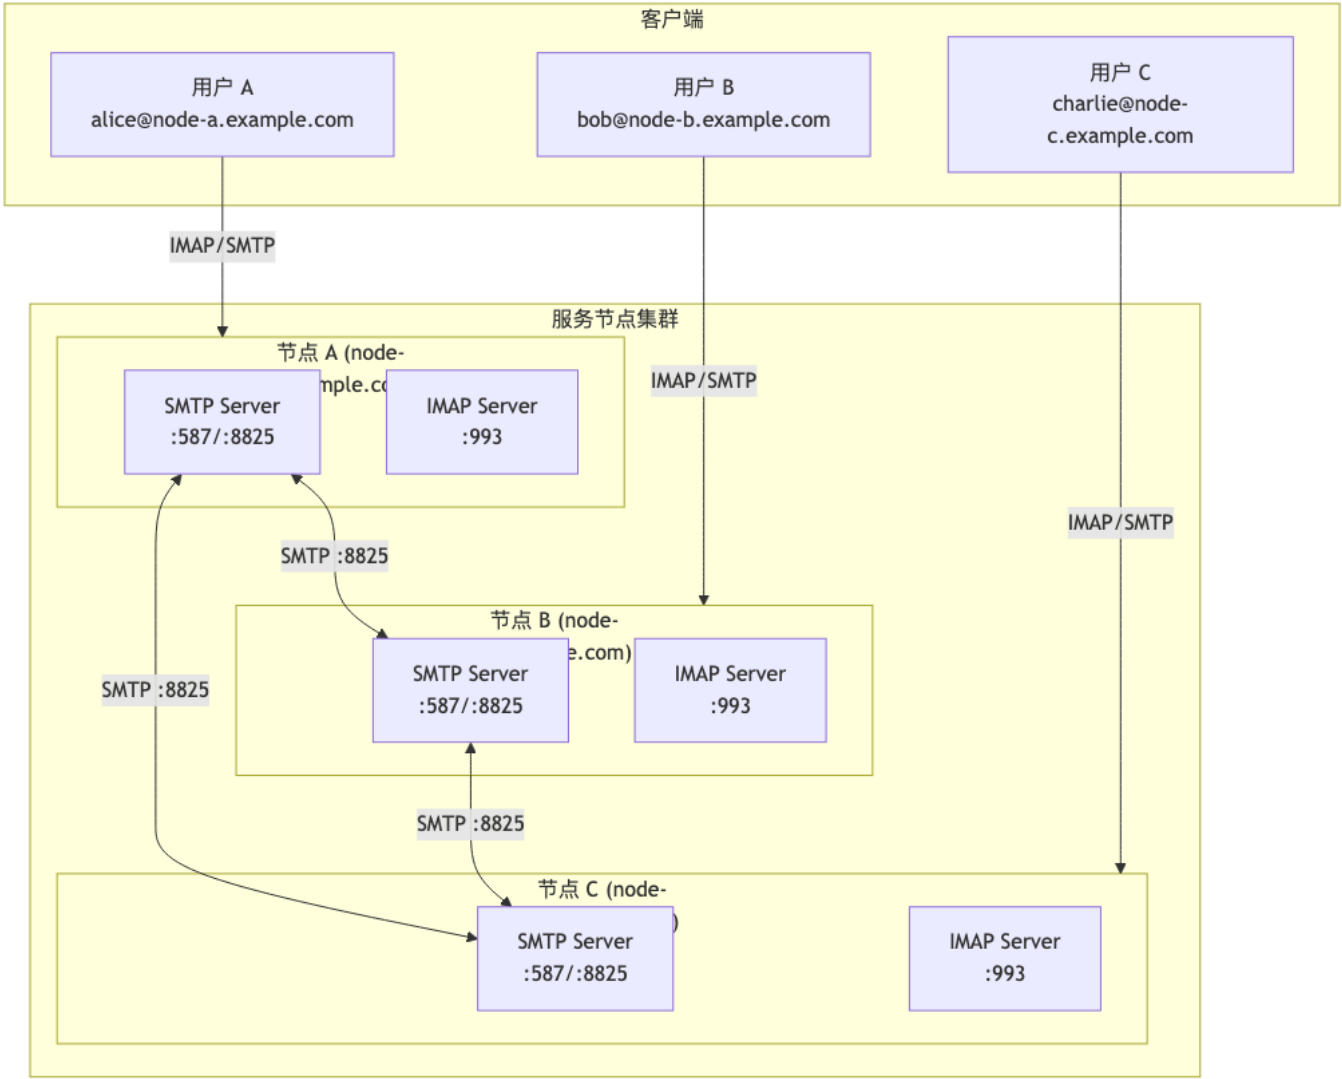 客户端
用户 A
alice@node-a.example.com
用户 B
bob@node-b.example.com
用户 C
charlie@node-
c.example.com
IMAP/SMTP
服务节点集群
节点 A (node-
SMTP Server
:587/:8825
IMAP Server
:993
IMAP/SMTP
IMAP/SMTP
SMTP :8825
节点 B (node-
e.com)
SMTP Server
:587/:8825
IMAP Server
:993
SMTP :8825
SMTP :8825
节点 C (node-
)
SMTP Server
:587/:8825
IMAP Server
:993